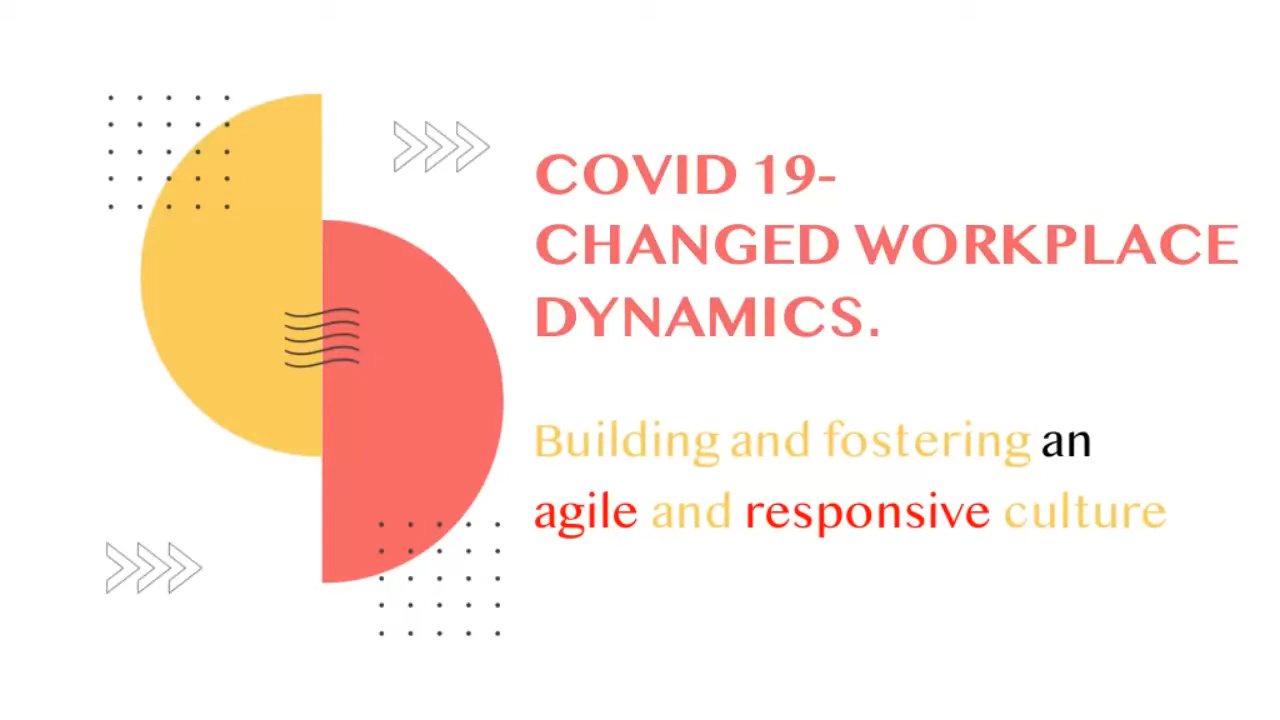 COVID 19-
CHANGED WORKPLACE
DYNAMICS.
Building and fostering an
agile and responsive culture